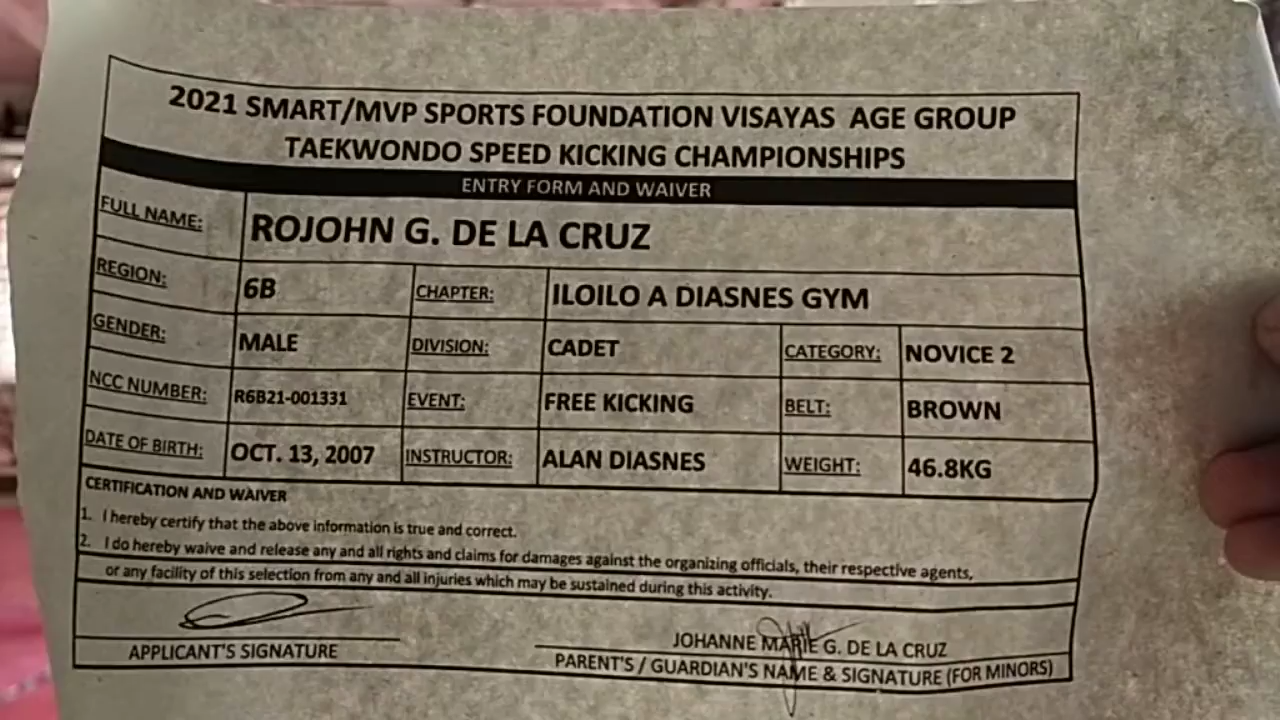 2021 SMART/MVP SPORTS FOUNDATION VISAYAS AGE GROUP
TAEKWONDO SPEED KICKING CHAMPIONSHIPS
ENTRY FORM AND WAIVER
FULL NAME: ROJOHN G. DE LA CRUZ
REGION: 6B CHAPTER: ILOILO A DIASNES GYM
GENDER: MALE DIVISION: CADET CATEGORY: NOVICE 2
NCC NUMBER: R6B21-001331 EVENT: FREE KICKING BELT: BROWN
DATE OF BIRTH: OCT. 13, 2007 INSTRUCTOR: ALAN DIASNES WEIGHT: 46.8KG
CERTIFICATION AND WAIVER
1. I hereby certify that the above information is true and correct.
2. I do hereby waive and release any and all rights and claims for damages against the organizing officials, their respective agents,
or any facility of this selection from any and all injuries which may be sustained during this activity.
JOHANNE MARIE G. DE LA CRUZ
APPLICANT'S SIGNATURE PARENT'S / GUARDIAN'S NAME & SIGNATURE (FOR MINORS)